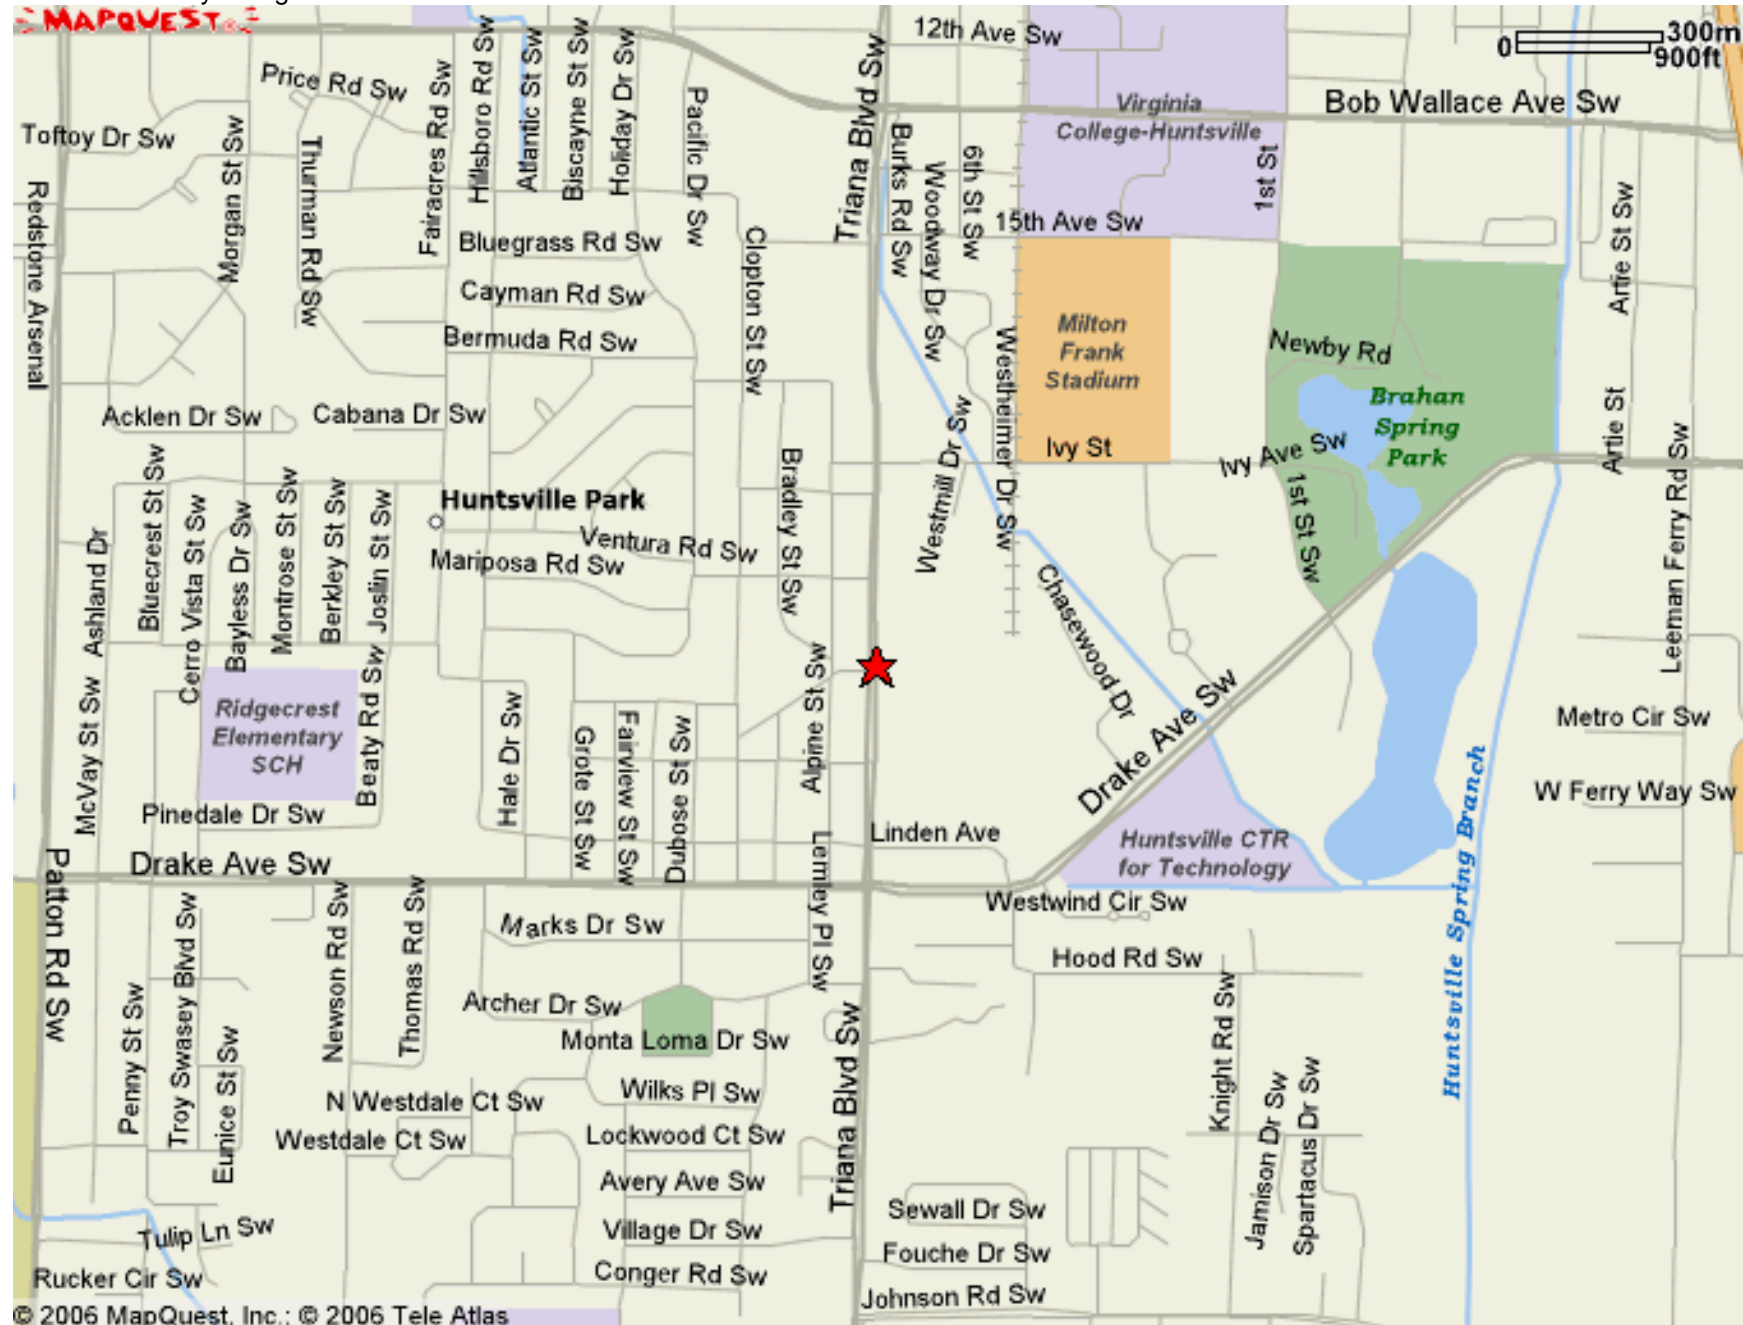 MAPQUEST
12th Ave Sw
300m
0
900ft
Price Rd Sw
Fairacres Rd Sw
Hillsboro Rd Sw
Atlantic St Sw
Biscayne St Sw
Holiday Dr Sw
Pacific Dr Sw
Triana Blvd Sw
Virginia
College-Huntsville
Bob Wallace Ave Sw
Toftoy Dr Sw
Morgan St Sw
Thurman Rd Sw
Burks Rd Sw
Woodway Dr Sw
6th St Sw
1st St
Redstone Arsenal
15th Ave Sw
Artie St Sw
Bluegrass Rd Sw
Clopton St Sw
Cayman Rd Sw
Bermuda Rd Sw
Milton
Frank
Stadium
Westheimer Dr Sw
Newby Rd
Brahan
Spring
Park
Acklen Dr Sw
Cabana Dr Sw
Artie St
Ivy St
Ivy Ave Sw
1st St Sw
Westmill Dr Sw
Bradley St Sw
Leeman Ferry Rd Sw
Huntsville Park
Ventura Rd Sw
Mariposa Rd Sw
Ashland Dr
Bluecrest St Sw
Cerro Vista St Sw
Bayless Dr Sw
Montrose St Sw
Berkley St Sw
Joslin St Sw
Chasewood Dr
Ridgecrest
Elementary
SCH
McVay St Sw
Beaty Rd Sw
Hale Dr Sw
Grote St Sw
Fairview St Sw
Dubose St Sw
Alpine St Sw
Drake Ave Sw
Metro Cir Sw
W Ferry Way Sw
Pinedale Dr Sw
Linden Ave
Huntsville CTR
for Technology
Drake Ave Sw
Lemley Pl Sw
Westwind Cir Sw
Huntsville Spring Branch
Patton Rd Sw
Marks Dr Sw
Hood Rd Sw
Penny St Sw
Troy Swasey Blvd Sw
Eunice St Sw
Newson Rd Sw
Thomas Rd Sw
Archer Dr Sw
Monta Loma Dr Sw
Triana Blvd Sw
Knight Rd Sw
Jamison Dr Sw
Spartacus Dr Sw
Wilks Pl Sw
N Westdale Ct Sw
Westdale Ct Sw
Lockwood Ct Sw
Avery Ave Sw
Sewall Dr Sw
Village Dr Sw
Fouche Dr Sw
Tulip Ln Sw
Conger Rd Sw
Rucker Cir Sw
Johnson Rd Sw
© 2006 MapQuest, Inc.; © 2006 Tele Atlas